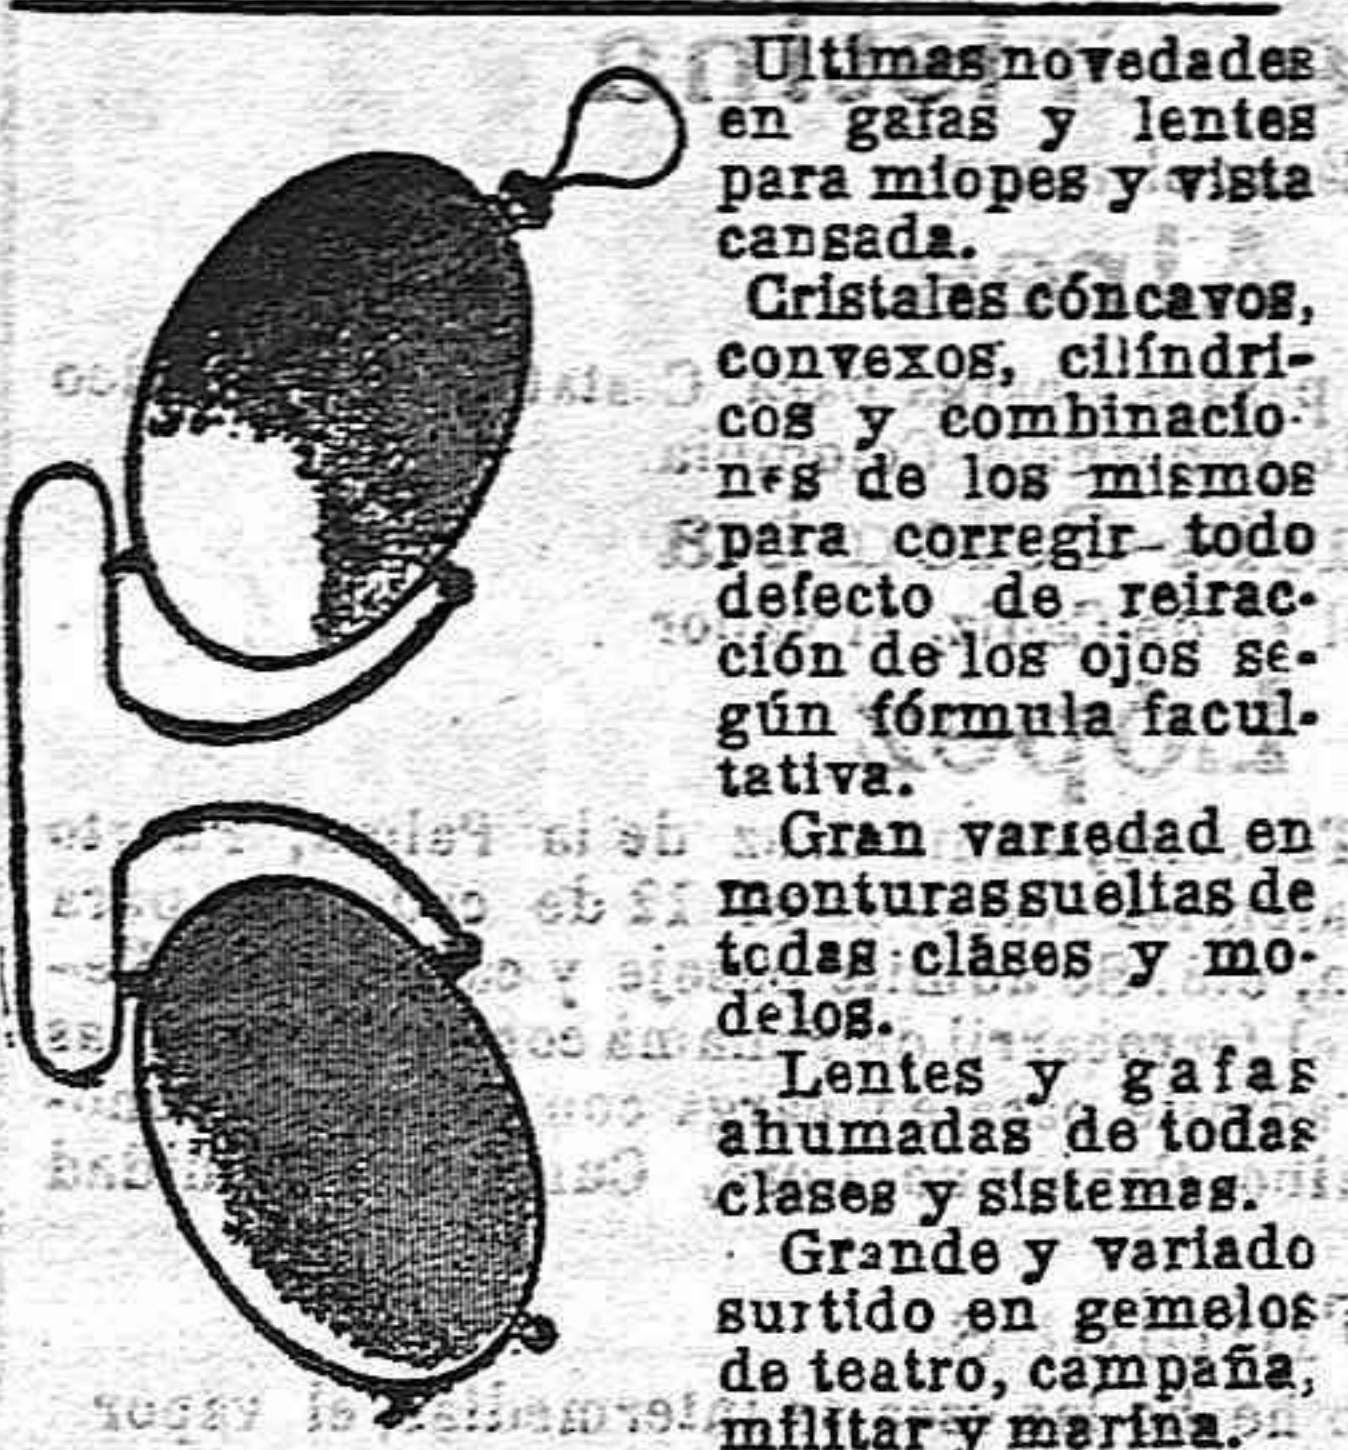 Ultimas novedades
en gafas y lentes
para miopes y vista
cansada.
Cristales cóncavos,
convexos, cilíndri-
cos y combinacio-
nes de los mismos
para corregir todo
defecto de refrac-
ción de los ojos se-
gún fórmula facul-
tativa.
Gran variedad en
monturas sueltas de
todas clases y mo-
delos.
Lentes y gafas
ahumadas de todas
clases y sistemas.
Grande y variado
surtido en gemelos
de teatro, campaña,
militar y marina.